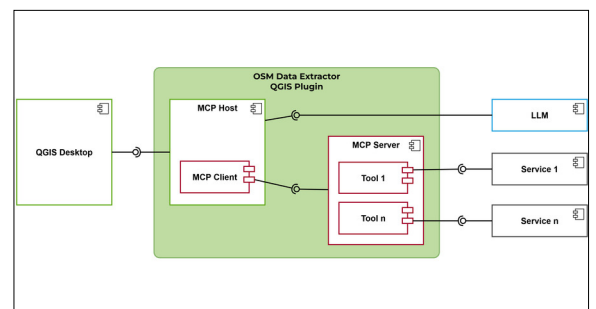 OSM Data Extractor
QGIS Plugin
MCP Host
LLM
QGIS Desktop
MCP Server
MCP Client
Tool 1
Service 1
Tool n
Service n